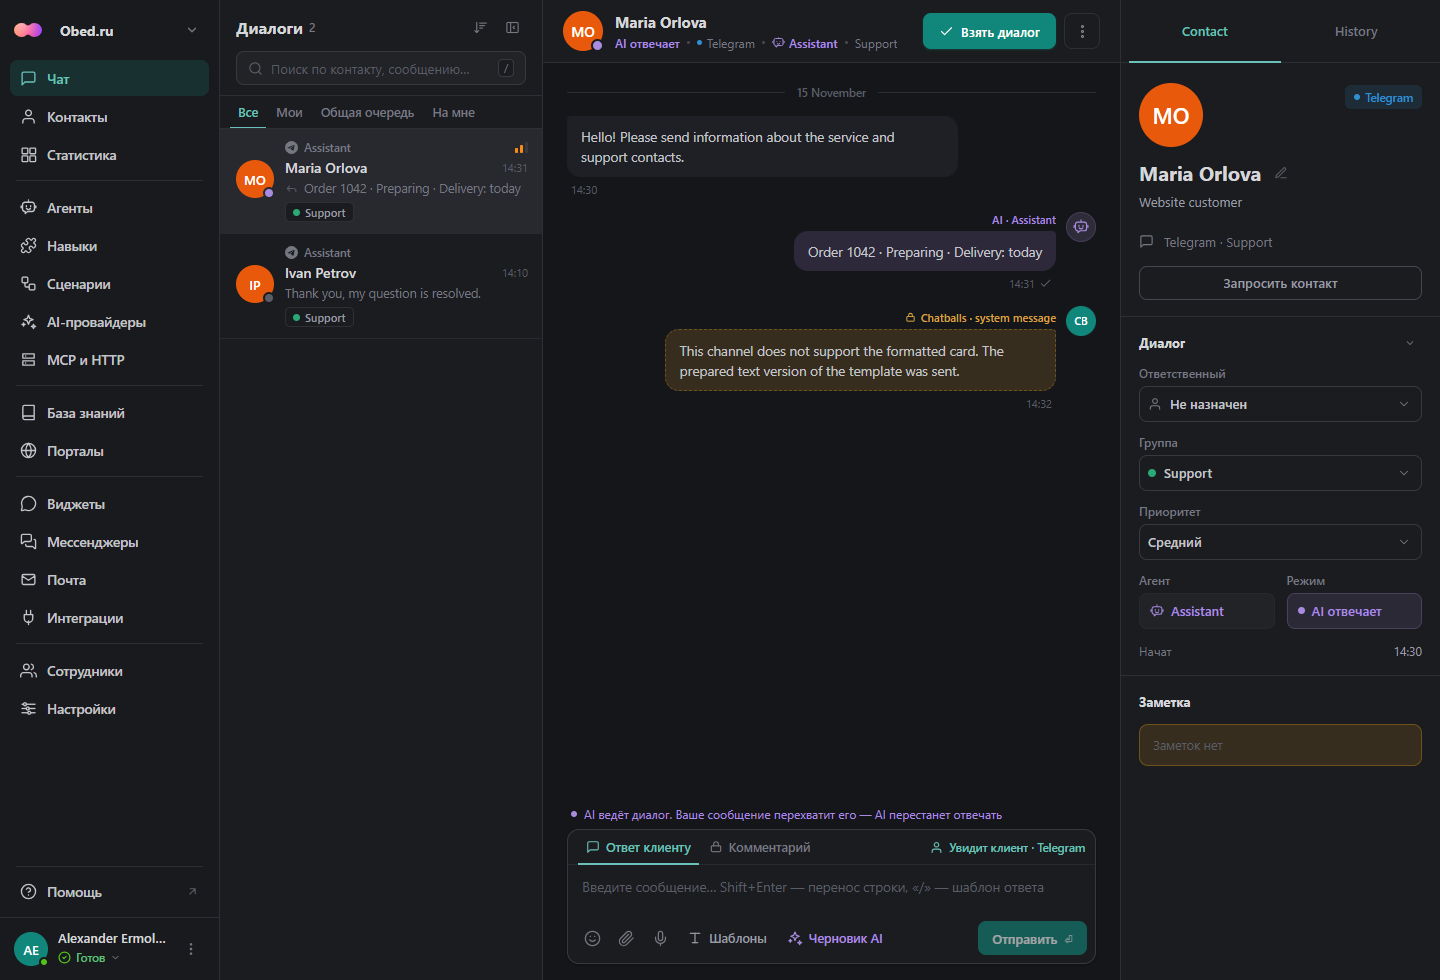 Obed.ru
Чат
Контакты
Статистика
Агенты
Навыки
Сценарии
AI-провайдеры
MCP и HTTP
База знаний
Порталы
Виджеты
Мессенджеры
Почта
Интеграции
Сотрудники
Настройки
Помощь
AE
Alexander Ermol...
Готов
Диалоги 2
Поиск по контакту, сообщению... /
Все Мои Общая очередь На мне
Assistant
MO
Maria Orlova 14:31
Order 1042 · Preparing · Delivery: today
Support
Assistant
IP
Ivan Petrov 14:10
Thank you, my question is resolved.
Support
MO
Maria Orlova
AI отвечает • Telegram • Assistant • Support
Взять диалог
15 November
Hello! Please send information about the service and
support contacts.
14:30
AI · Assistant
Order 1042 · Preparing · Delivery: today
14:31
Chatballs · system message
CB
This channel does not support the formatted card. The
prepared text version of the template was sent.
14:32
AI ведёт диалог. Ваше сообщение перехватит его — AI перестанет отвечать
Ответ клиенту Комментарий Увидит клиент · Telegram
Введите сообщение... Shift+Enter — перенос строки, «/» — шаблон ответа
Шаблоны Черновик AI Отправить
Contact History
MO
Telegram
Maria Orlova
Website customer
Telegram · Support
Запросить контакт
Диалог
Ответственный
Не назначен
Группа
Support
Приоритет
Средний
Агент Режим
Assistant AI отвечает
Начат 14:30
Заметка
Заметок нет